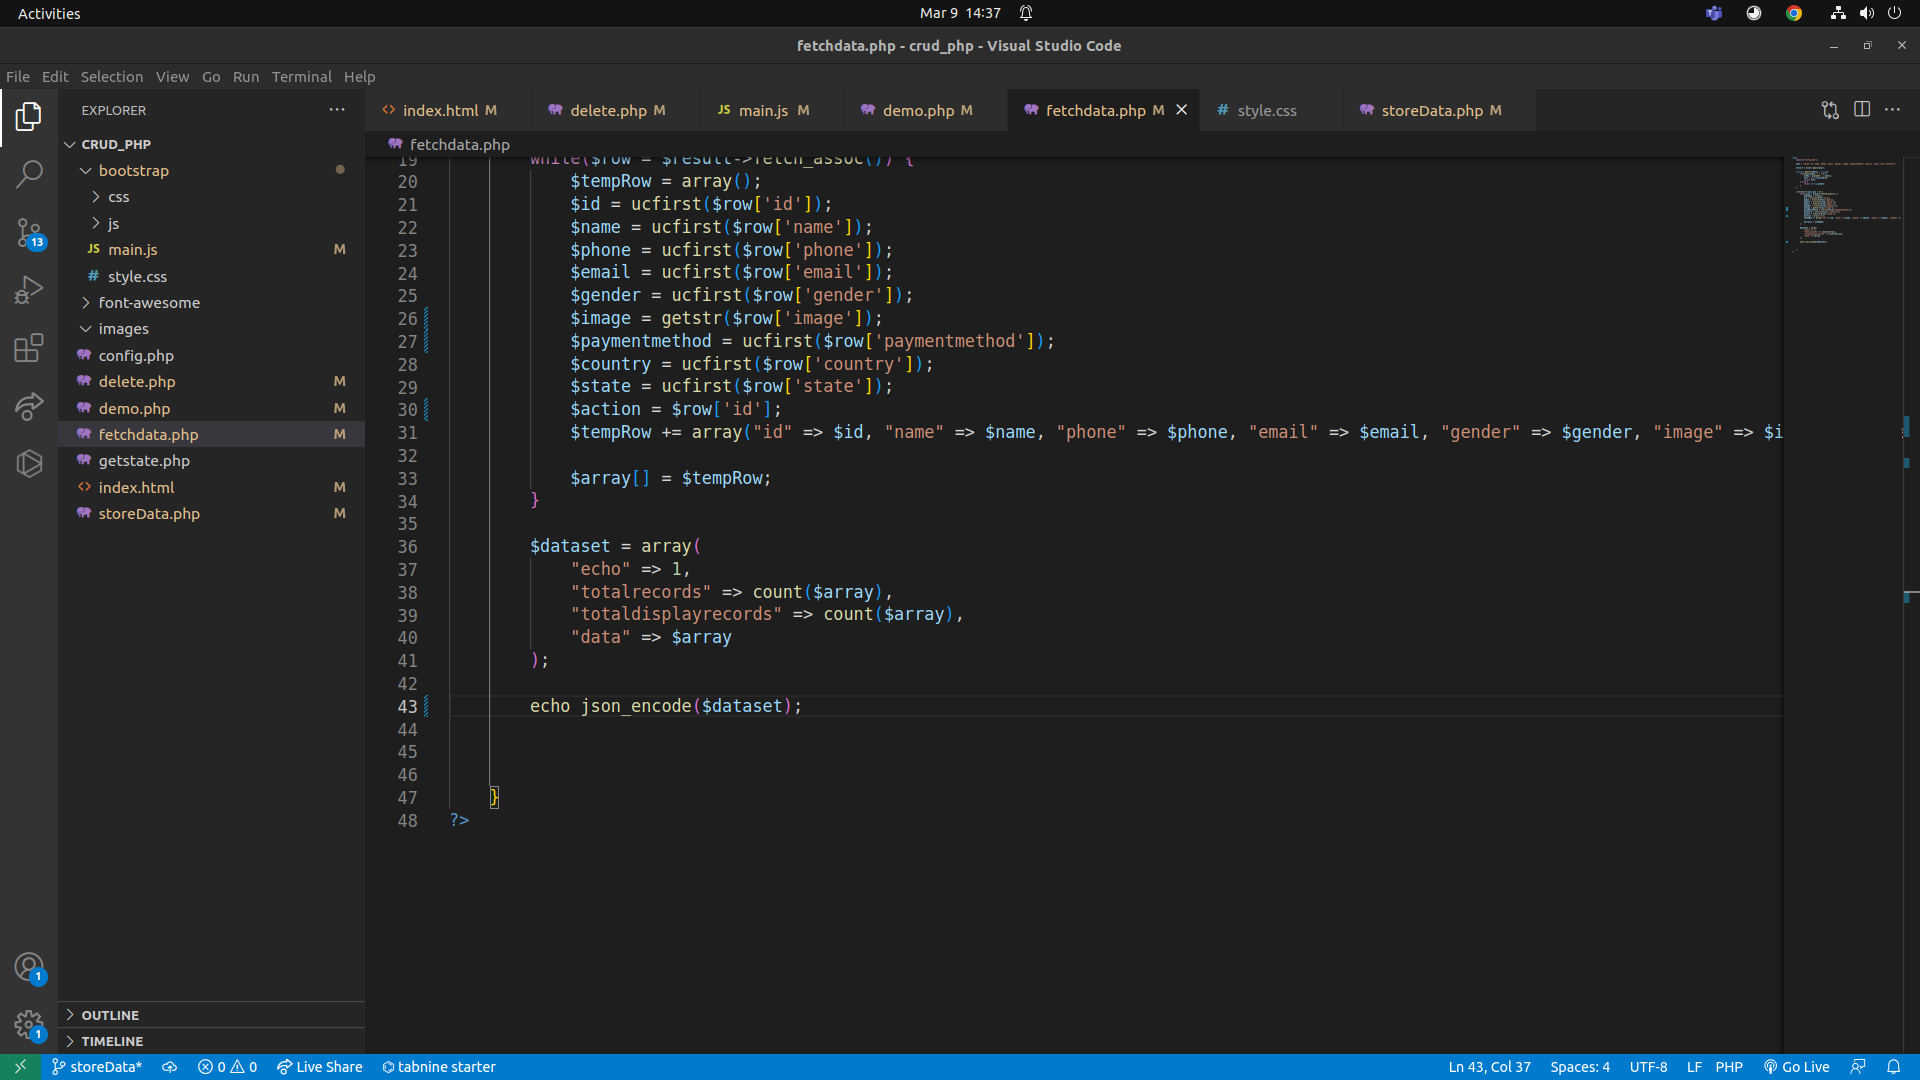 Activities
Mar 9 14:37
fetchdata.php - crud_php - Visual Studio Code
File Edit Selection View Go Run Terminal Help
EXPLORER
index.html M
delete.php M
JS main.js M
demo.php M
fetchdata.php M
# style.css
storeData.php M
CRUD_PHP
fetchdata.php
bootstrap
css
js
JS main.js M
# style.css
font-awesome
images
config.php
delete.php M
demo.php M
fetchdata.php M
getstate.php
index.html M
storeData.php M
13
1
1
OUTLINE
TIMELINE
19 while($row = $result->fetch_assoc()) {
20 $tempRow = array();
21 $id = ucfirst($row['id']);
22 $name = ucfirst($row['name']);
23 $phone = ucfirst($row['phone']);
24 $email = ucfirst($row['email']);
25 $gender = ucfirst($row['gender']);
26 $image = getstr($row['image']);
27 $paymentmethod = ucfirst($row['paymentmethod']);
28 $country = ucfirst($row['country']);
29 $state = ucfirst($row['state']);
30 $action = $row['id'];
31 $tempRow += array("id" => $id, "name" => $name, "phone" => $phone, "email" => $email, "gender" => $gender, "image" => $i
32
33 $array[] = $tempRow;
34 }
35
36 $dataset = array(
37 "echo" => 1,
38 "totalrecords" => count($array),
39 "totaldisplayrecords" => count($array),
40 "data" => $array
41 );
42
43 echo json_encode($dataset);
44
45
46
47 }
48 ?>
storeData* 0 0 Live Share tabnine starter
Ln 43, Col 37 Spaces: 4 UTF-8 LF PHP Go Live